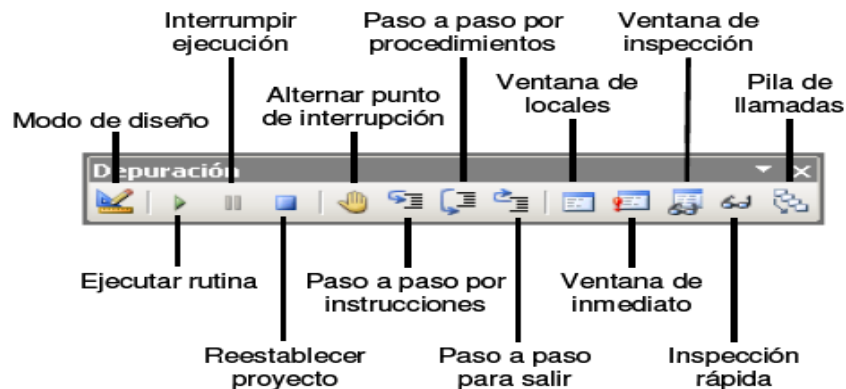 Interrumpir
ejecución
Paso a paso por
procedimientos
Ventana de
inspección
Modo de diseño
Alternar punto
de interrupción
Ventana de
locales
Pila de
llamadas
Depuración
Ejecutar rutina
Paso a paso por
instrucciones
Ventana de
inmediato
Reestablecer
proyecto
Paso a paso
para salir
Inspección
rápida